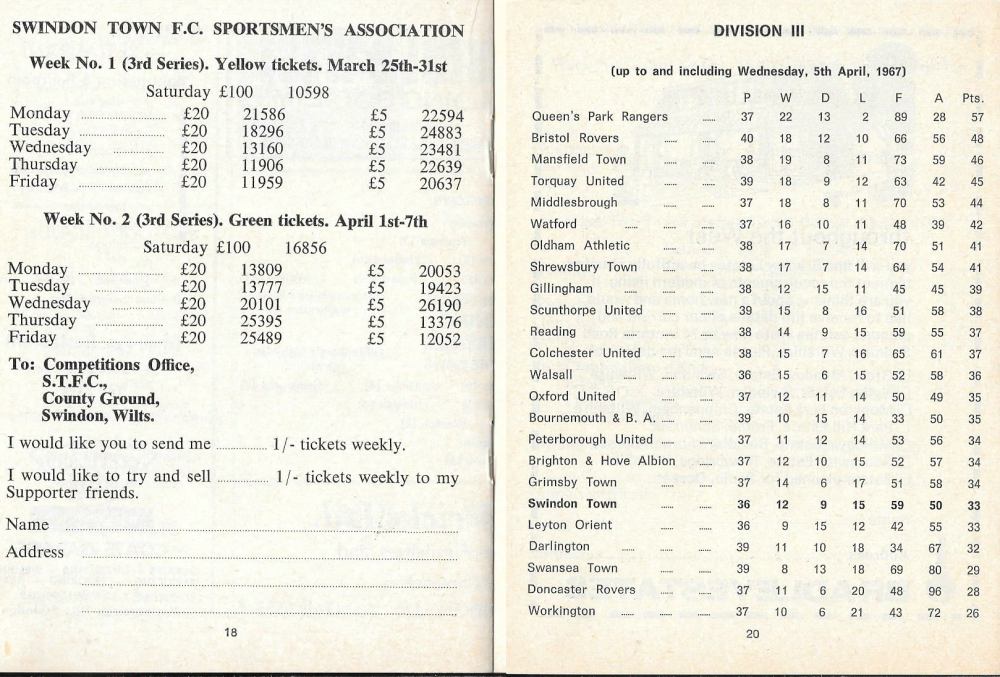 SWINDON TOWN F.C. SPORTSMEN'S ASSOCIATION
Week No. 1 (3rd Series). Yellow tickets. March 25th-31st
Saturday £100 10598
Monday ........ £20 21586 £5 22594
Tuesday ........ £20 18296 £5 24883
Wednesday ........ £20 13160 £5 23481
Thursday ........ £20 11906 £5 22639
Friday ........ £20 11959 £5 20637
Week No. 2 (3rd Series). Green tickets. April 1st-7th
Saturday £100 16856
Monday ........ £20 13809 £5 20053
Tuesday ........ £20 13777 £5 19423
Wednesday ........ £20 20101 £5 26190
Thursday ........ £20 25395 £5 13376
Friday ........ £20 25489 £5 12052
To: Competitions Office,
S.T.F.C.,
County Ground,
Swindon, Wilts.
I would like you to send me ........ 1/- tickets weekly.
I would like to try and sell ........ 1/- tickets weekly to my
Supporter friends.
Name ........
Address ........
18
DIVISION III
(up to and including Wednesday, 5th April, 1967)
P W D L F A Pts.
Queen's Park Rangers ..... 37 22 13 2 89 28 57
Bristol Rovers ..... ..... 40 18 12 10 66 56 48
Mansfield Town ..... ..... 38 19 8 11 73 59 46
Torquay United ..... ..... 39 18 9 12 63 42 45
Middlesbrough ..... ..... 37 18 8 11 70 53 44
Watford ..... ..... ..... 37 16 10 11 48 39 42
Oldham Athletic ..... ..... 38 17 7 14 70 51 41
Shrewsbury Town ..... ..... 38 17 7 14 64 54 41
Gillingham ..... ..... 38 12 15 11 45 45 39
Scunthorpe United ..... ..... 39 15 8 16 51 58 38
Reading ..... ..... ..... 38 14 9 15 59 55 37
Colchester United ..... ..... 38 15 7 16 65 61 37
Walsall ..... ..... ..... 36 15 6 15 52 58 36
Oxford United ..... ..... 37 12 11 14 50 49 35
Bournemouth & B. A. ..... ..... 39 10 15 14 33 50 35
Peterborough United ..... ..... 37 11 12 14 53 56 34
Brighton & Hove Albion ..... 37 12 10 15 52 57 34
Grimsby Town ..... ..... 37 14 6 17 51 58 34
Swindon Town ..... ..... 36 12 9 15 59 50 33
Leyton Orient ..... ..... 36 9 15 12 42 55 33
Darlington ..... ..... ..... 39 11 10 18 34 67 32
Swansea Town ..... ..... 39 8 13 18 69 80 29
Doncaster Rovers ..... ..... 37 11 6 20 48 96 28
Workington ..... ..... ..... 37 10 6 21 43 72 26
20